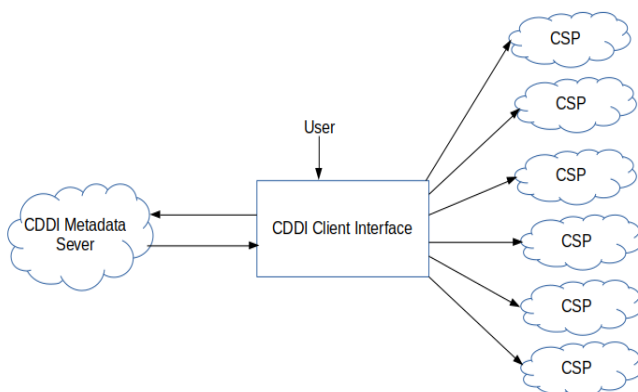 CSP
CSP
User
CSP
CDDI Metadata
Sever
CDDI Client Interface
CSP
CSP
CSP